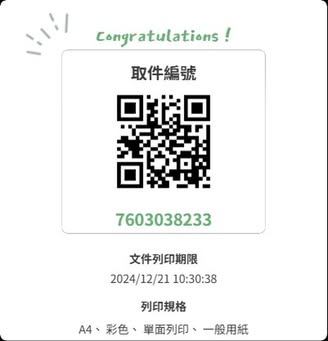 Congratulations！
取件編號
7603038233
文件列印期限
2024/12/21 10:30:38
列印規格
A4、 彩色、 單面列印、 一般用紙